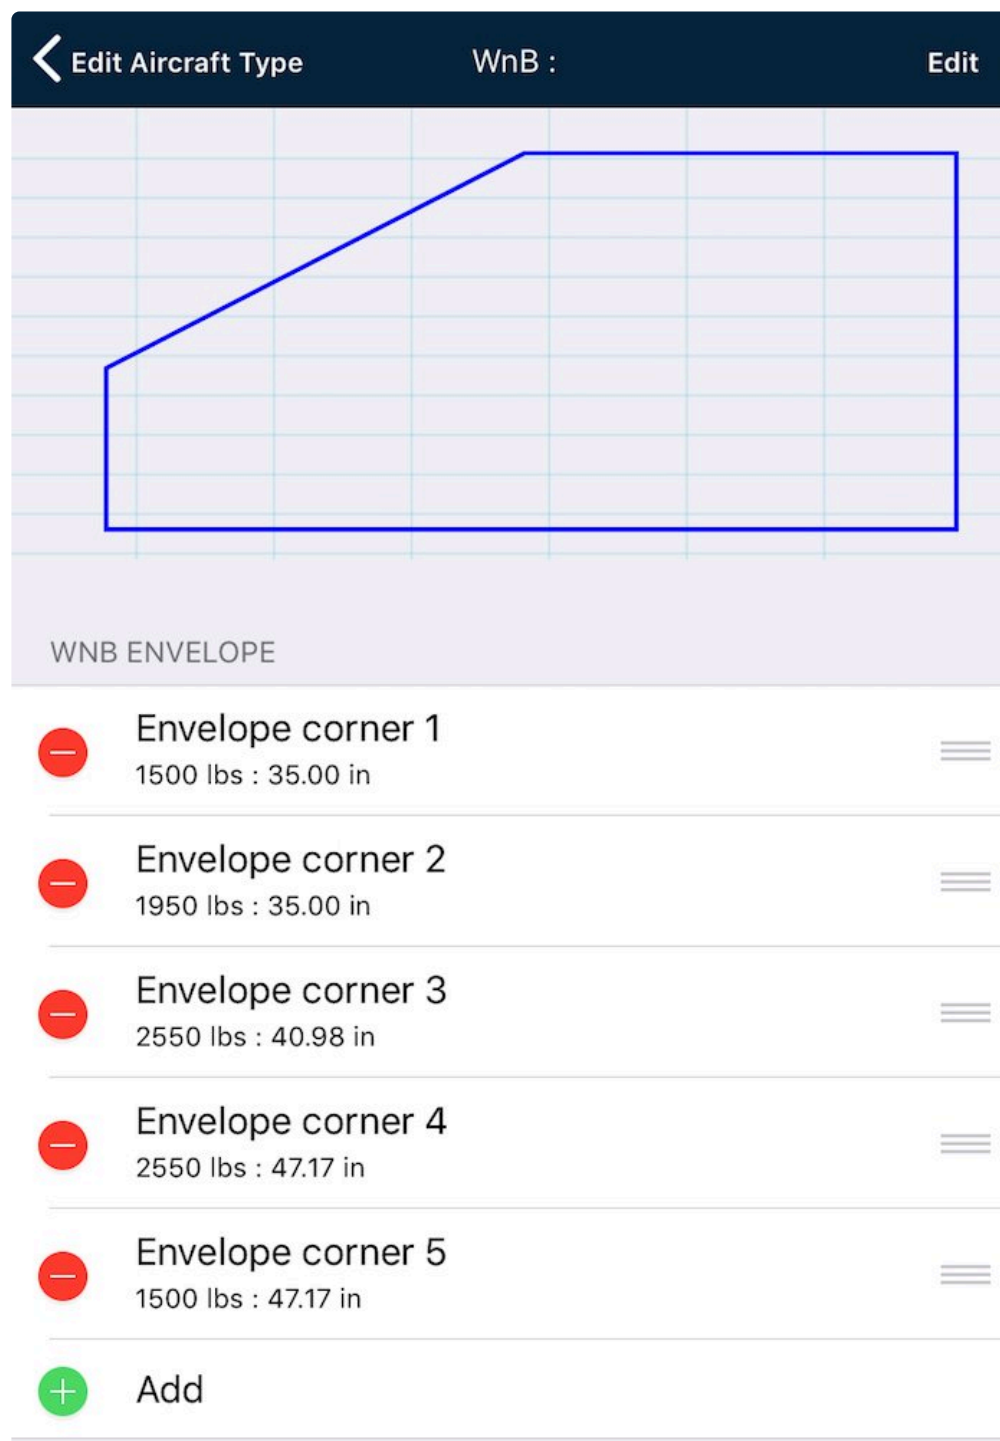 Edit Aircraft Type WnB : Edit
WNB ENVELOPE
Envelope corner 1
1500 lbs : 35.00 in
Envelope corner 2
1950 lbs : 35.00 in
Envelope corner 3
2550 lbs : 40.98 in
Envelope corner 4
2550 lbs : 47.17 in
Envelope corner 5
1500 lbs : 47.17 in
Add